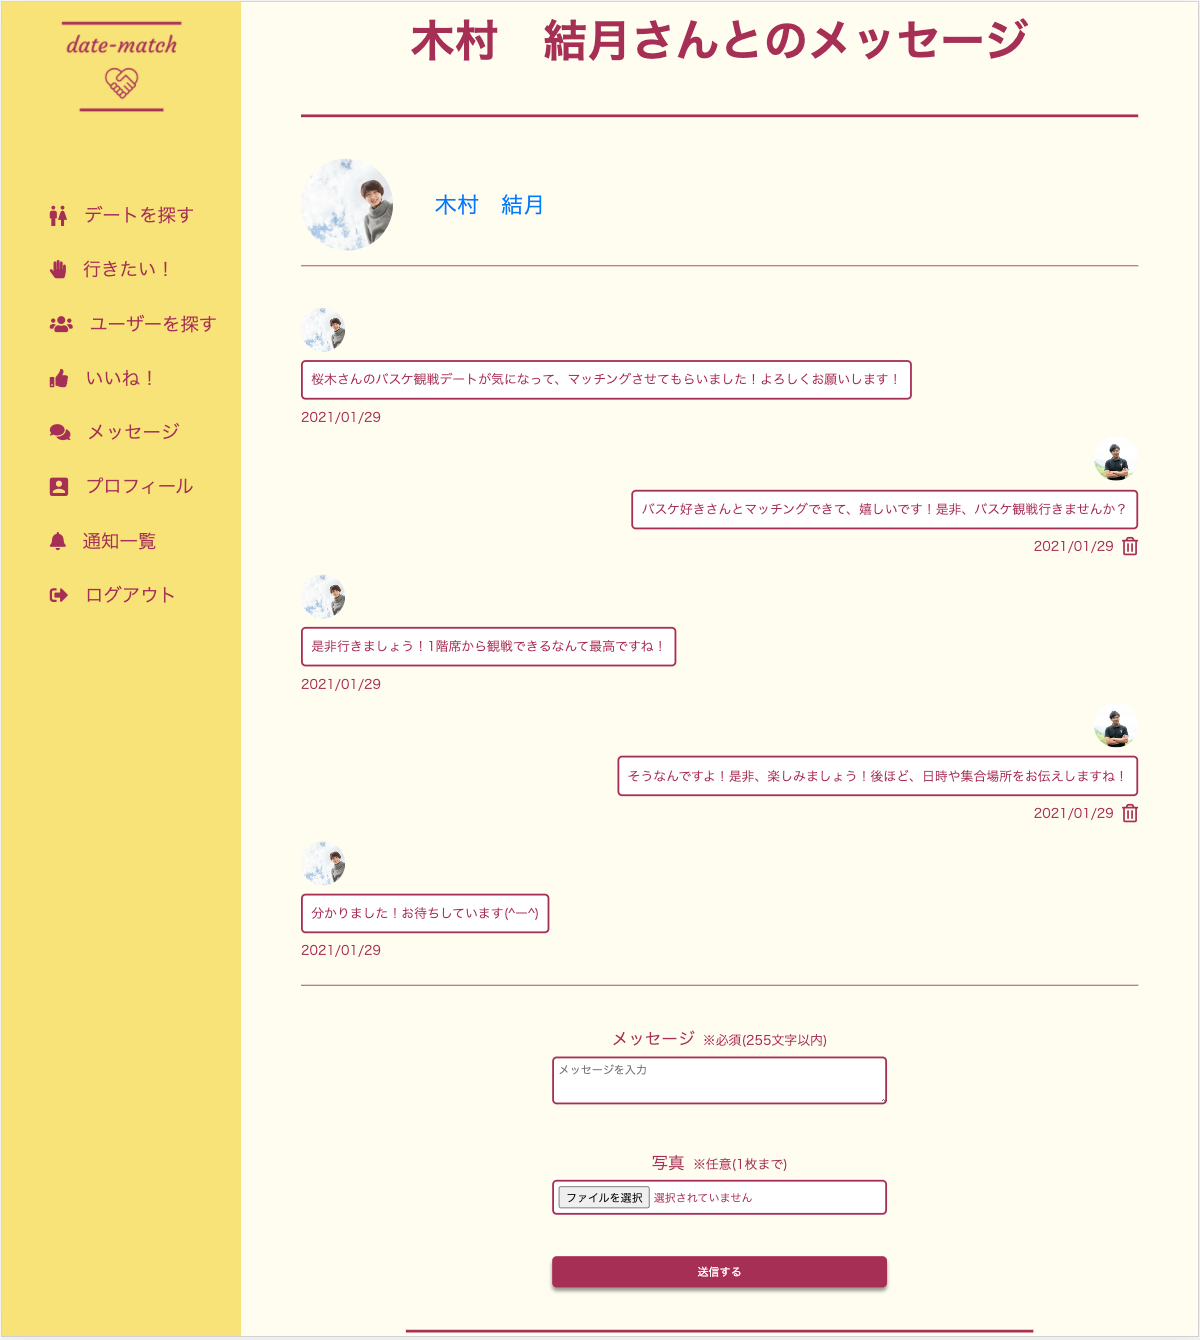 date-match
デートを探す
行きたい！
ユーザーを探す
いいね！
メッセージ
プロフィール
通知一覧
ログアウト
木村　結月さんとのメッセージ
木村　結月
桜木さんのバスケ観戦デートが気になって、マッチングさせてもらいました！よろしくお願いします！
2021/01/29
バスケ好きさんとマッチングできて、嬉しいです！是非、バスケ観戦行きませんか？
2021/01/29
是非行きましょう！1階席から観戦できるなんて最高ですね！
2021/01/29
そうなんですよ！是非、楽しみましょう！後ほど、日時や集合場所をお伝えしますね！
2021/01/29
分かりました！お待ちしています(^ー^)
2021/01/29
メッセージ ※必須(255文字以内)
メッセージを入力
写真 ※任意(1枚まで)
ファイルを選択 選択されていません
送信する